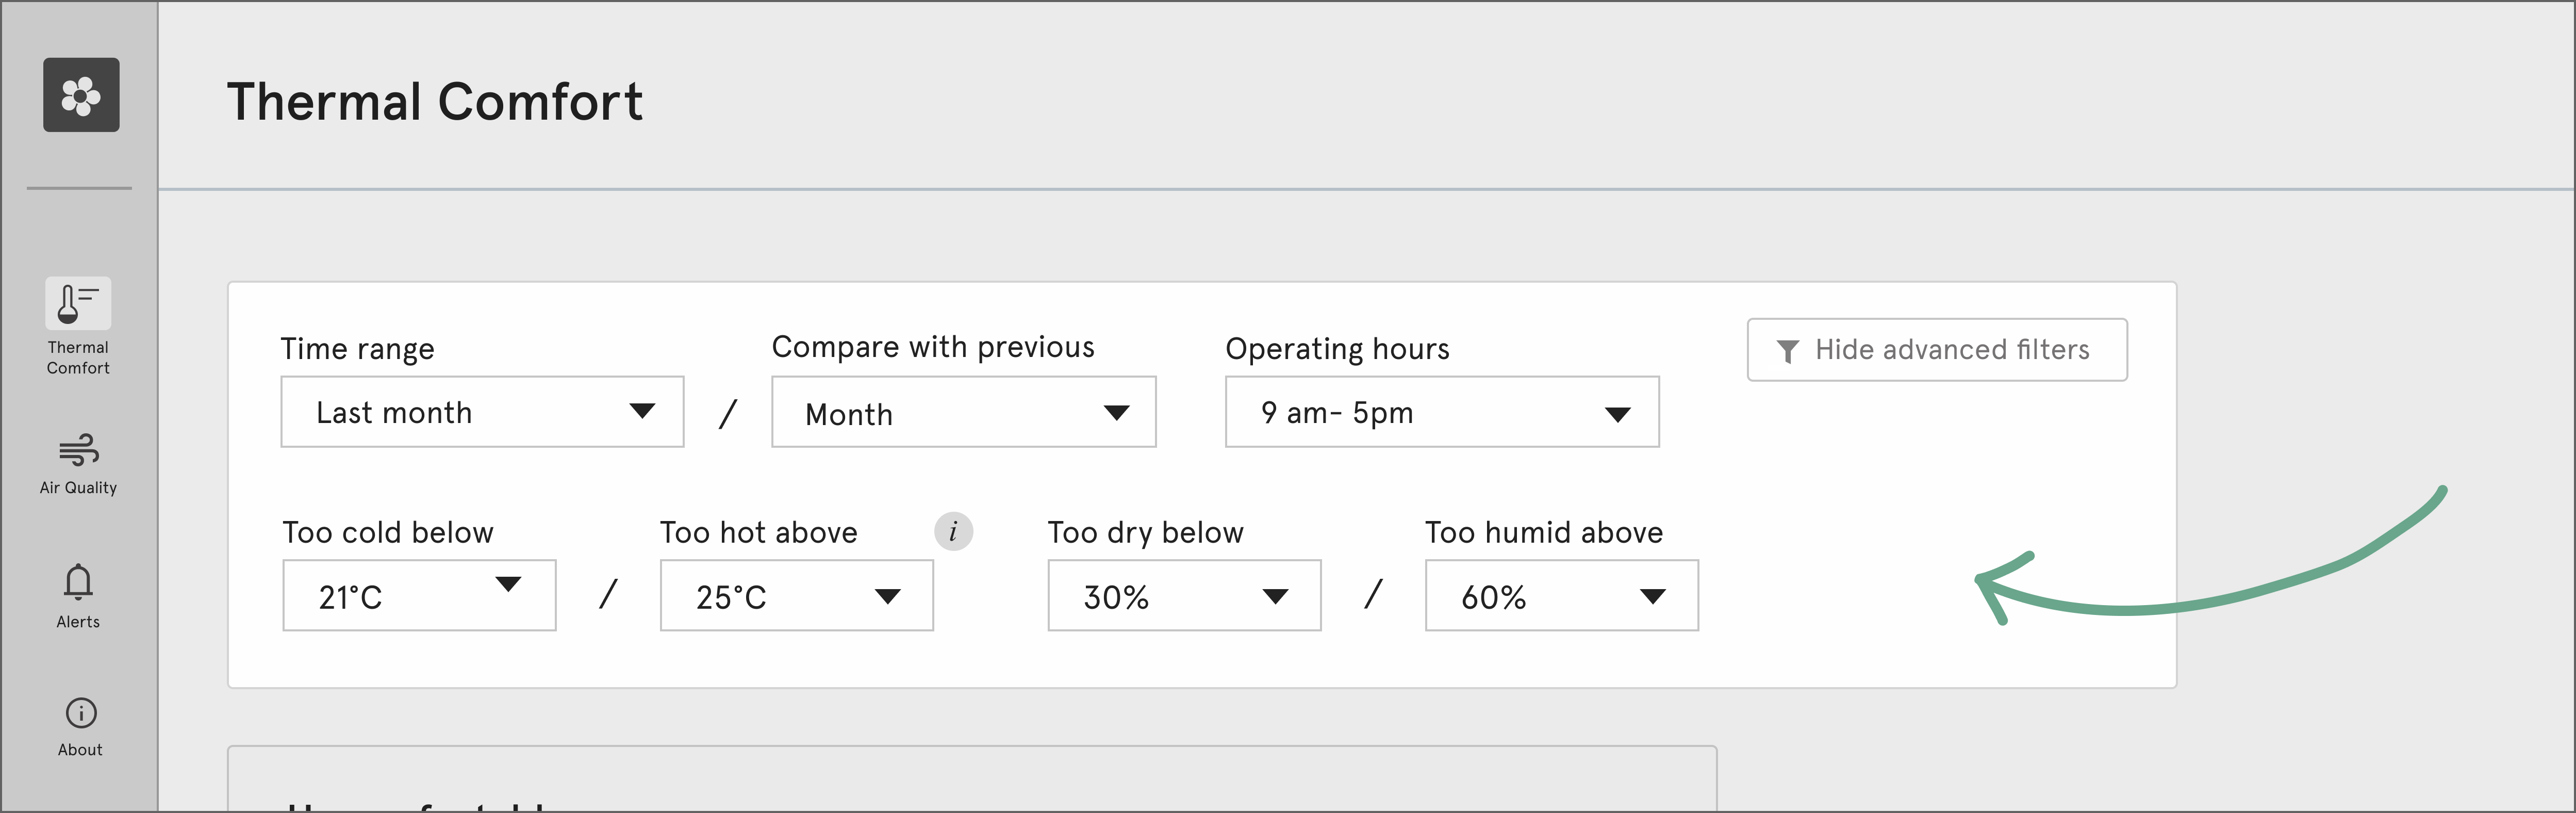 Thermal Comfort
Thermal
Comfort
Air Quality
Alerts
About
Time range
Compare with previous
Operating hours
Hide advanced filters
Last month
/
Month
9 am- 5pm
Too cold below
Too hot above
i
Too dry below
Too humid above
21°C
/
25°C
30%
/
60%